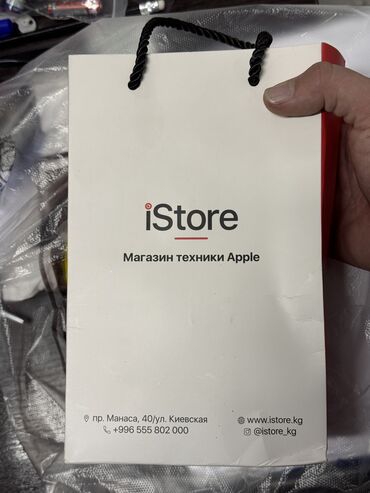 iStore
Магазин техники Apple
пр. Манаса, 40/ул. Киевская
+996 555 802 000
www.istore.kg
@istore_kg